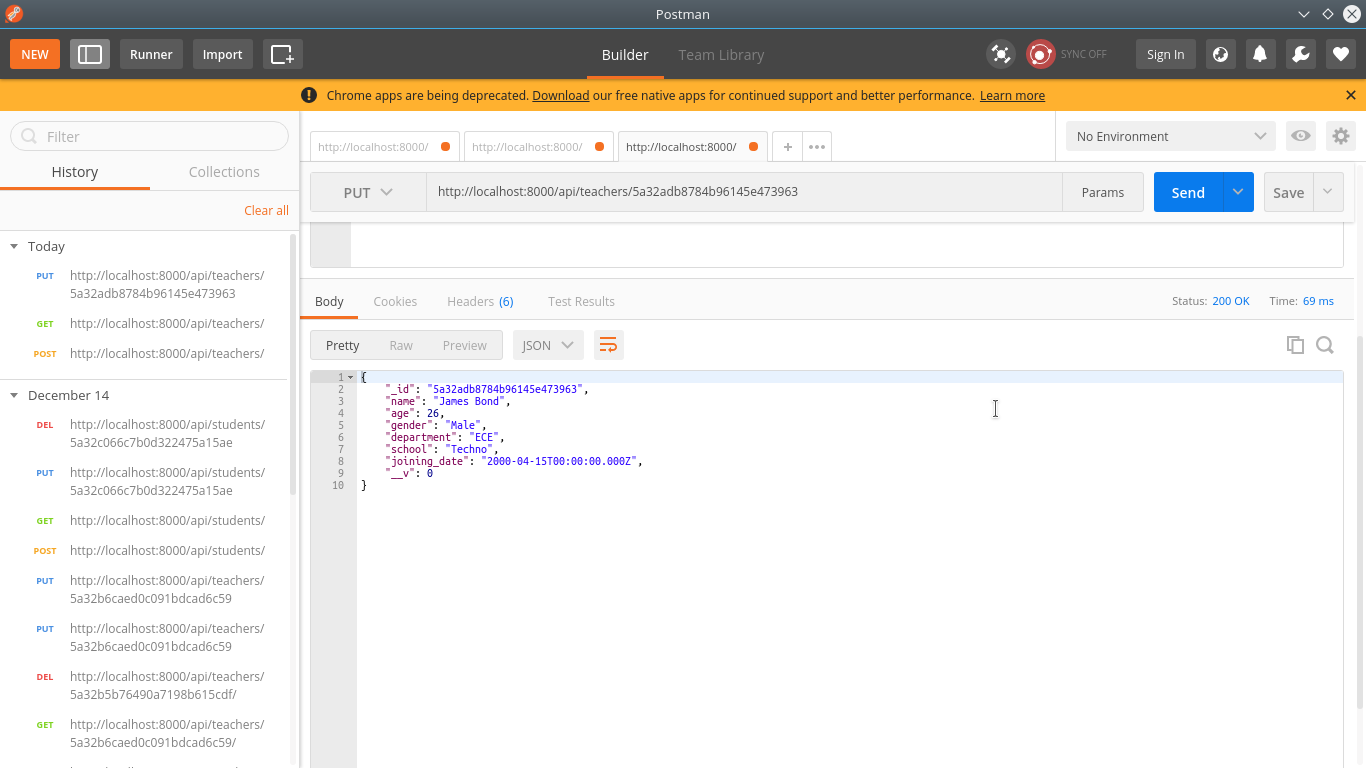 Postman
NEW
Runner
Import
Builder
Team Library
SYNC OFF
Sign In
Chrome apps are being deprecated. Download our free native apps for continued support and better performance. Learn more
Filter
History
Collections
Clear all
Today
PUT http://localhost:8000/api/teachers/
5a32adb8784b96145e473963
GET http://localhost:8000/api/teachers/
POST http://localhost:8000/api/teachers/
December 14
DEL http://localhost:8000/api/students/
5a32c066c7b0d322475a15ae
PUT http://localhost:8000/api/students/
5a32c066c7b0d322475a15ae
GET http://localhost:8000/api/students/
POST http://localhost:8000/api/students/
PUT http://localhost:8000/api/teachers/
5a32b6caed0c091bdcad6c59
PUT http://localhost:8000/api/teachers/
5a32b6caed0c091bdcad6c59
DEL http://localhost:8000/api/teachers/
5a32b5b76490a7198b615cdf/
GET http://localhost:8000/api/teachers/
5a32b6caed0c091bdcad6c59/
http://localhost:8000/
http://localhost:8000/
http://localhost:8000/
No Environment
PUT
http://localhost:8000/api/teachers/5a32adb8784b96145e473963
Params
Send
Save
Body
Cookies
Headers (6)
Test Results
Status: 200 OK
Time: 69 ms
Pretty
Raw
Preview
JSON
1 {
2 "_id": "5a32adb8784b96145e473963",
3 "name": "James Bond",
4 "age": 26,
5 "gender": "Male",
6 "department": "ECE",
7 "school": "Techno",
8 "joining_date": "2000-04-15T00:00:00.000Z",
9 "__v": 0
10 }